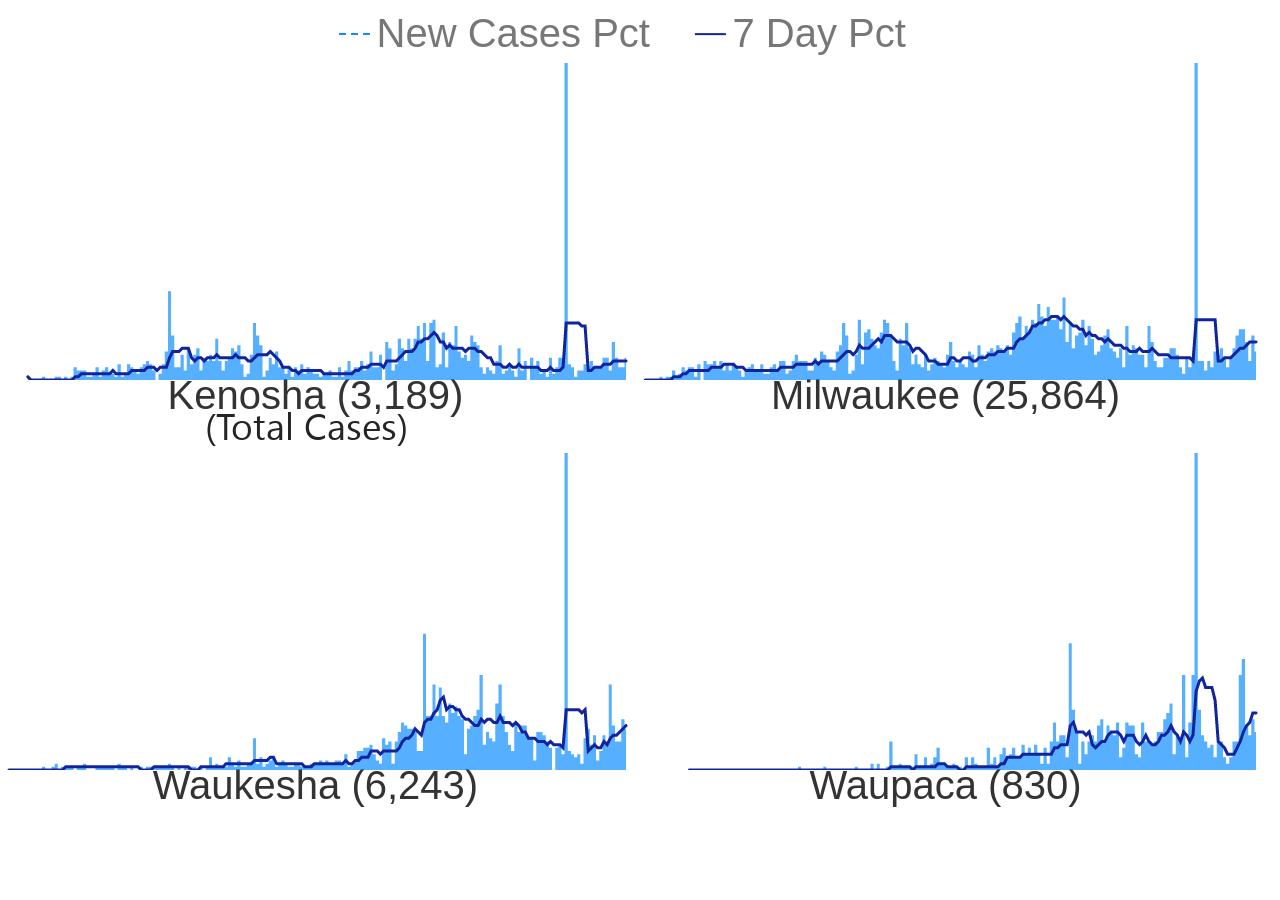 New Cases Pct 7 Day Pct
Kenosha (3,189) Milwaukee (25,864)
(Total Cases)
Waukesha (6,243) Waupaca (830)